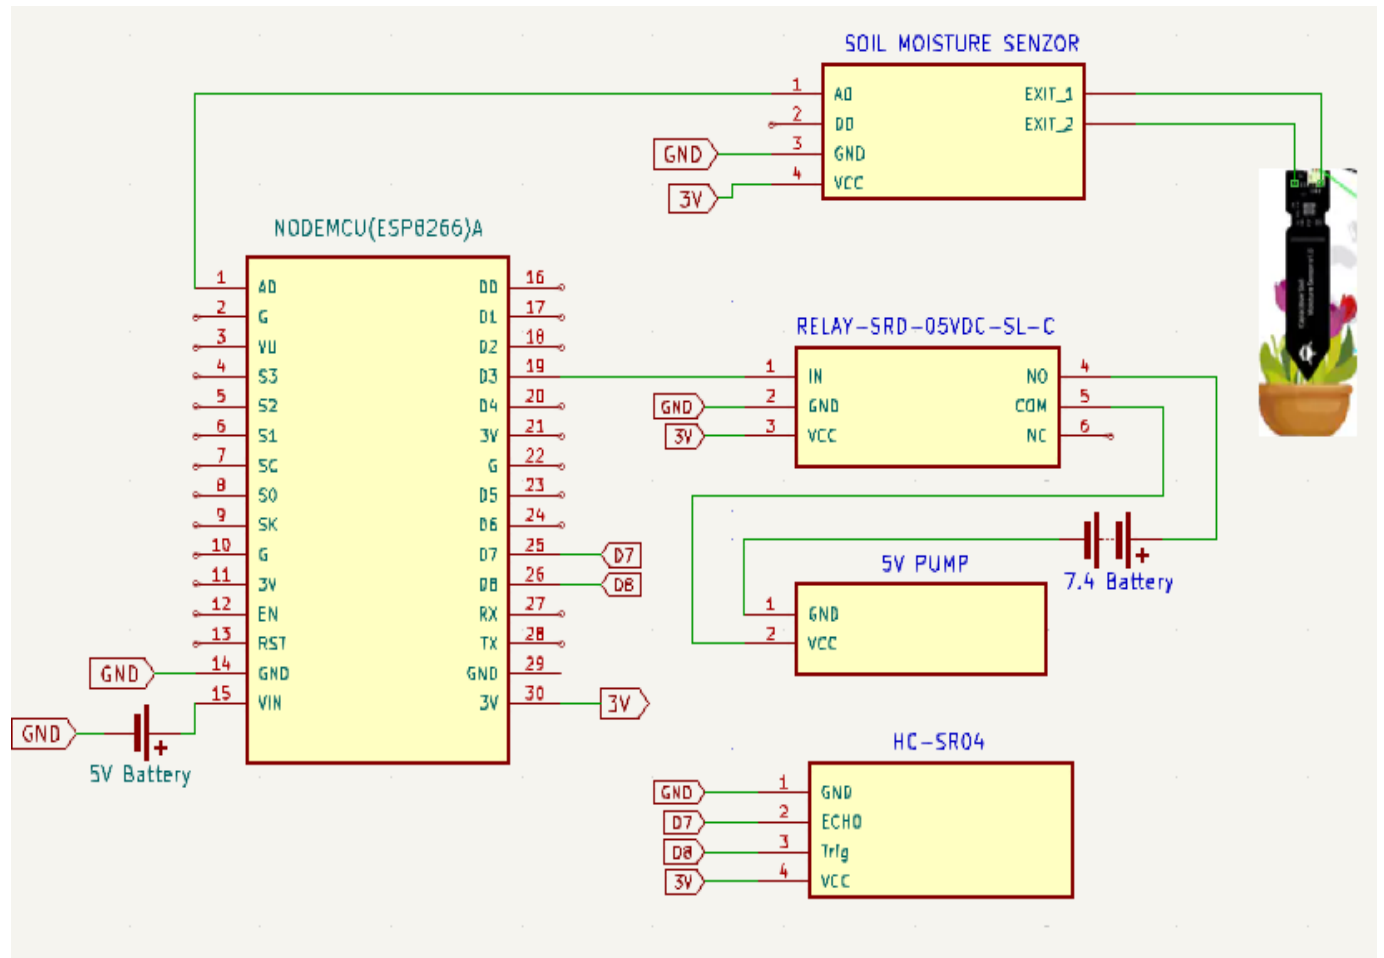 SOIL MOISTURE SENZOR
1 A0 EXIT_1
2 D0 EXIT_2
GND 3 GND
3V 4 VCC
NODEMCU(ESP8266)A
1 A0 D0 16
2 G D1 17
3 VU D2 18
4 S3 D3 19
5 S2 D4 20
6 S1 3V 21
7 SC G 22
8 S0 D5 23
9 SK D6 24
10 G D7 25 D7
11 3V D8 26 D8
12 EN RX 27
13 RST TX 28
GND 14 GND GND 29
15 VIN 3V 30 3V
GND +
5V Battery
RELAY-SRD-05VDC-SL-C
1 IN NO 4
GND 2 GND COM 5
3V 3 VCC NC 6
+
7.4 Battery
5V PUMP
1 GND
2 VCC
HC-SR04
GND 1 GND
D7 2 ECHO
D8 3 Trig
3V 4 VCC